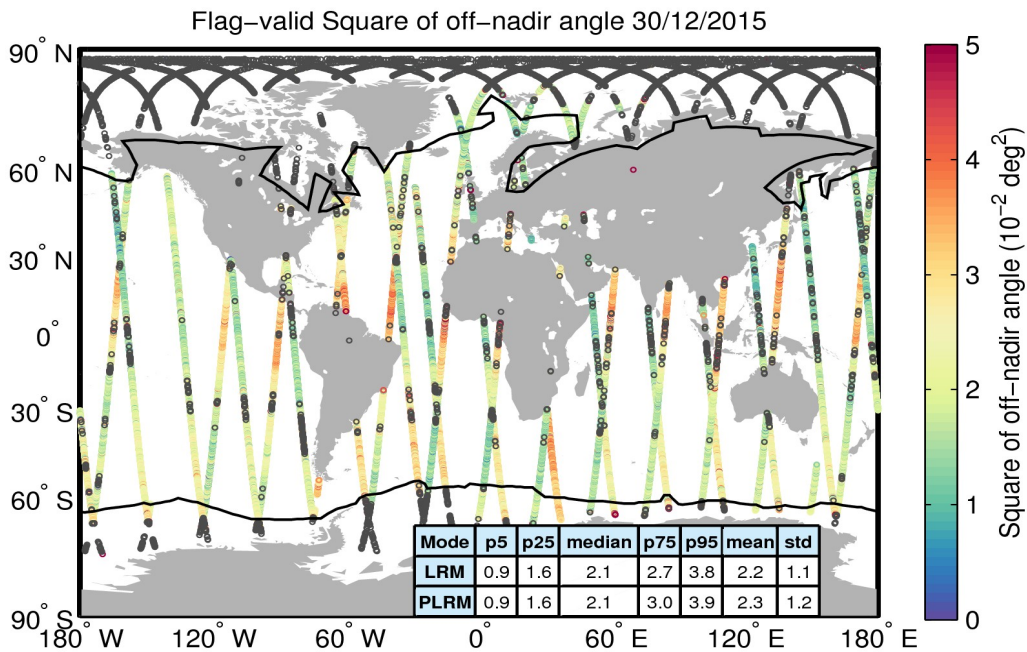 Flag−valid Square of off−nadir angle 30/12/2015
90° N
60° N
30° N
0°
30° S
60° S
90° S
180° W
120° W
60° W
0°
60° E
120° E
180° E
Mode p5 p25 median p75 p95 mean std
LRM 0.9 1.6 2.1 2.7 3.8 2.2 1.1
PLRM 0.9 1.6 2.1 3.0 3.9 2.3 1.2
5
4
3
2
1
0
Square of off−nadir angle (10⁻² deg²)